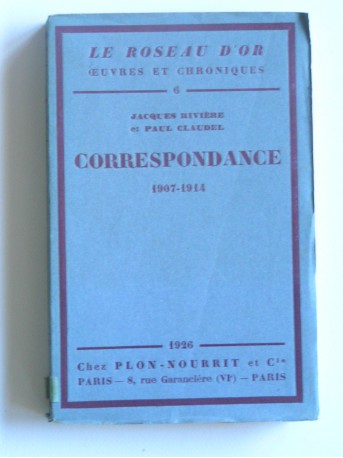 LE ROSEAU D'OR
ŒUVRES ET CHRONIQUES
6
JACQUES RIVIÈRE
et PAUL CLAUDEL
CORRESPONDANCE
1907-1914
1926
Chez PLON-NOURRIT et Cie
PARIS — 8, rue Garancière (VIe) — PARIS